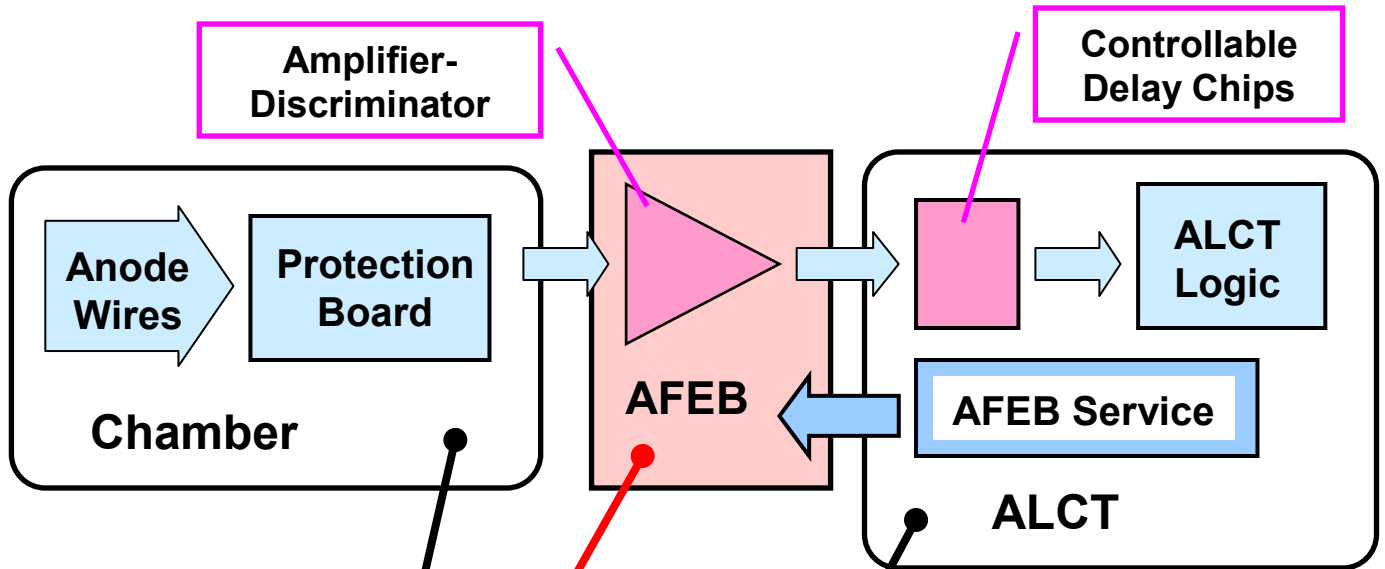 Amplifier-
Discriminator
Controllable
Delay Chips
Anode
Wires
Protection
Board
Chamber
AFEB
ALCT
Logic
AFEB Service
ALCT